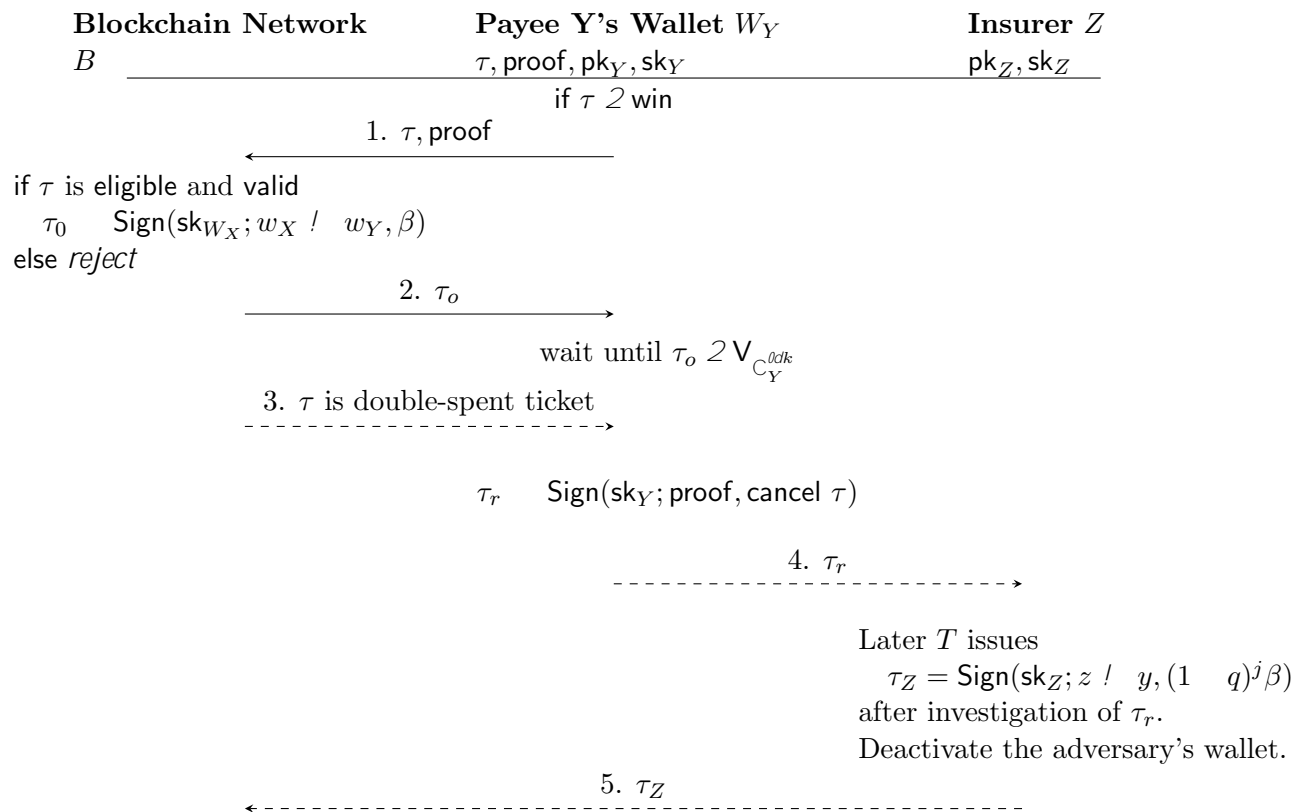 Blockchain Network Payee Y's Wallet W_Y Insurer Z
B τ, proof, pk_Y, sk_Y pk_Z, sk_Z
if τ 2 win
1. τ, proof
if τ is eligible and valid
τ_0 Sign(sk_{W_X}; w_X ! w_Y, β)
else reject
2. τ_o
wait until τ_o 2 V_{C_Y^{0dk}}
3. τ is double-spent ticket
τ_r Sign(sk_Y; proof, cancel τ)
4. τ_r
Later T issues
τ_Z = Sign(sk_Z; z ! y, (1 q)^j β)
after investigation of τ_r.
Deactivate the adversary's wallet.
5. τ_Z